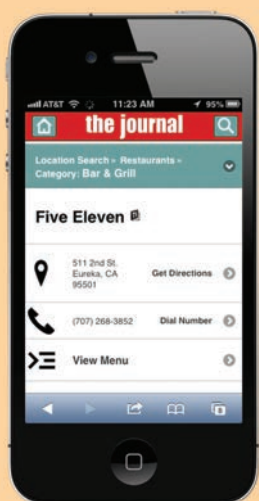 AT&T 11:23 AM 95%
the journal
Location Search » Restaurants »
Category: Bar & Grill
Five Eleven
511 2nd St.
Eureka, CA
95501
Get Directions
(707) 268-3852 Dial Number
View Menu